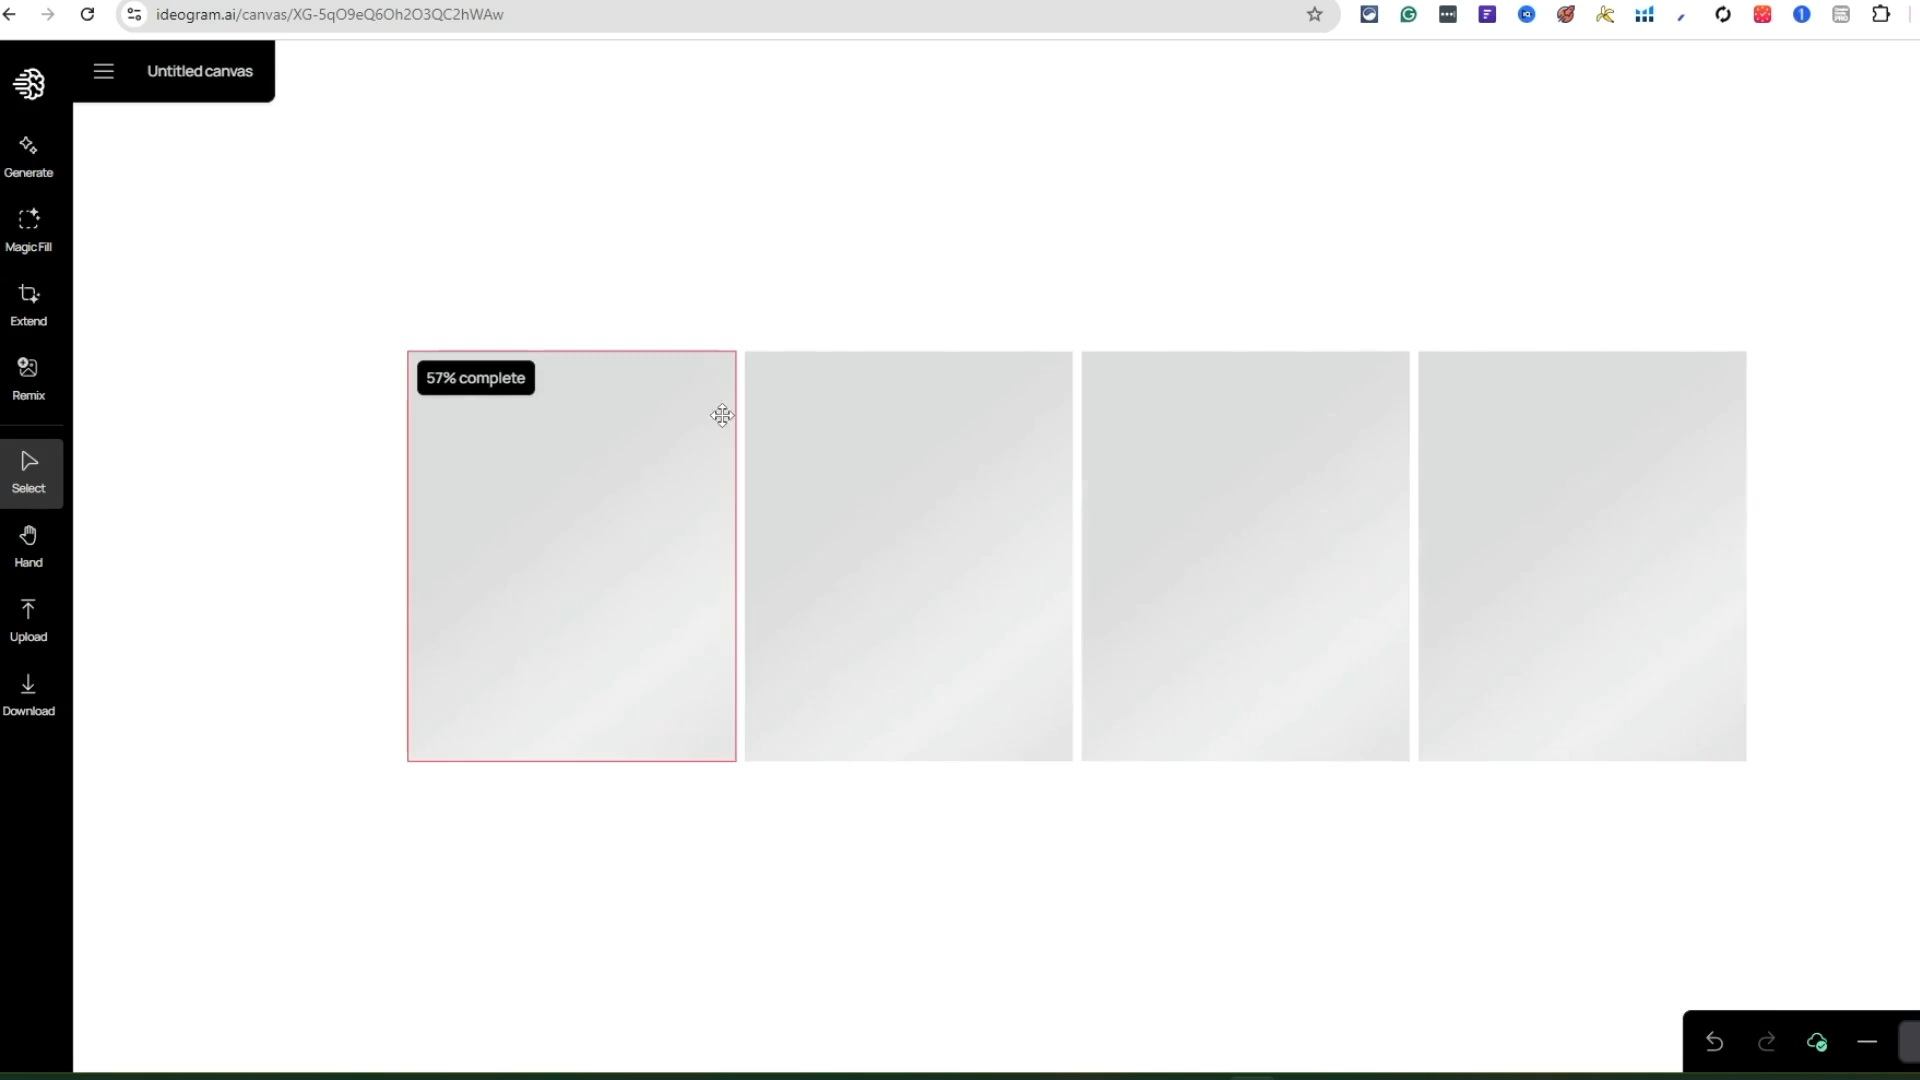 ideogram.ai/canvas/XG-5qO9eQ6Oh2O3QC2hWAw
Untitled canvas
Generate
Magic Fill
Extend
Remix
Select
Hand
Upload
Download
57% complete